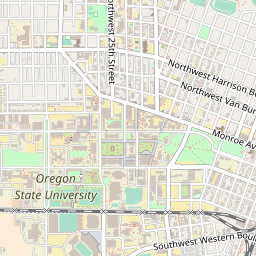 Northwest 25th Street
Northwest Harrison Bo
Northwest Van Bur
Monroe Av
Oregon
State University
Southwest Western Boul